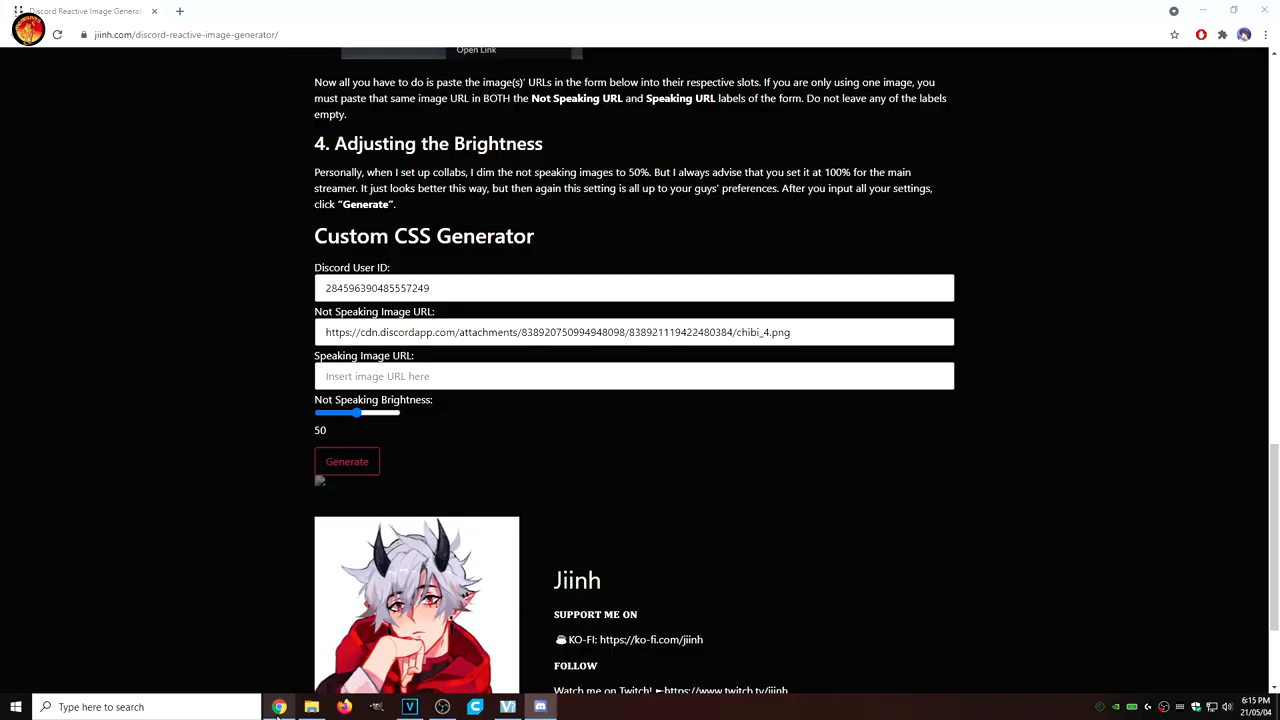 Discord Reactive Image Generat
jiinh.com/discord-reactive-image-generator/
Open Link
Now all you have to do is paste the image(s)’ URLs in the form below into their respective slots. If you are only using one image, you
must paste that same image URL in BOTH the Not Speaking URL and Speaking URL labels of the form. Do not leave any of the labels
empty.
4. Adjusting the Brightness
Personally, when I set up collabs, I dim the not speaking images to 50%. But I always advise that you set it at 100% for the main
streamer. It just looks better this way, but then again this setting is all up to your guys’ preferences. After you input all your settings,
click “Generate”.
Custom CSS Generator
Discord User ID:
284596390485557249
Not Speaking Image URL:
https://cdn.discordapp.com/attachments/838920750994948098/838921119422480384/chibi_4.png
Speaking Image URL:
Insert image URL here
Not Speaking Brightness:
50
Generate
Jiinh
SUPPORT ME ON
KO-FI: https://ko-fi.com/jiinh
FOLLOW
Watch me on Twitch! ►https://www.twitch.tv/jiinh
Type here to search
6:15 PM
21/05/04